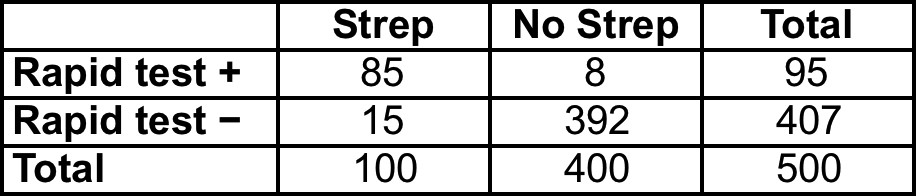 Strep No Strep Total
Rapid test + 85 8 95
Rapid test − 15 392 407
Total 100 400 500